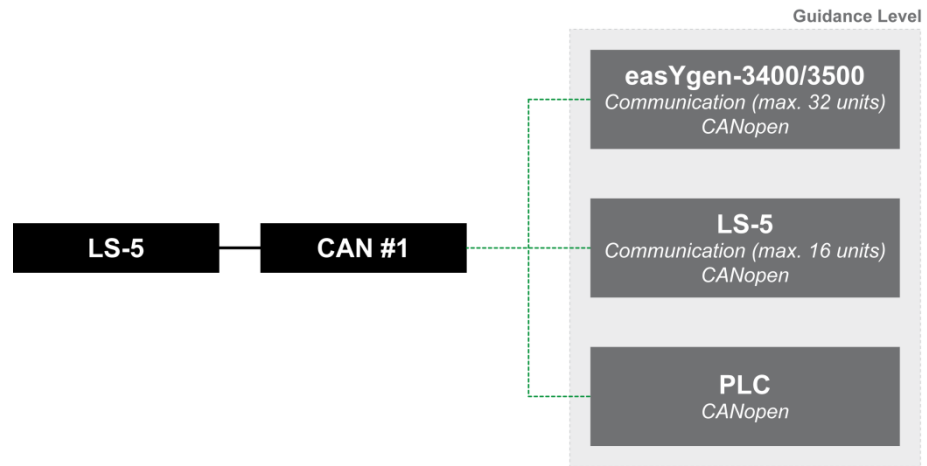 Guidance Level
easYgen-3400/3500
Communication (max. 32 units)
CANopen
LS-5
CAN #1
LS-5
Communication (max. 16 units)
CANopen
PLC
CANopen